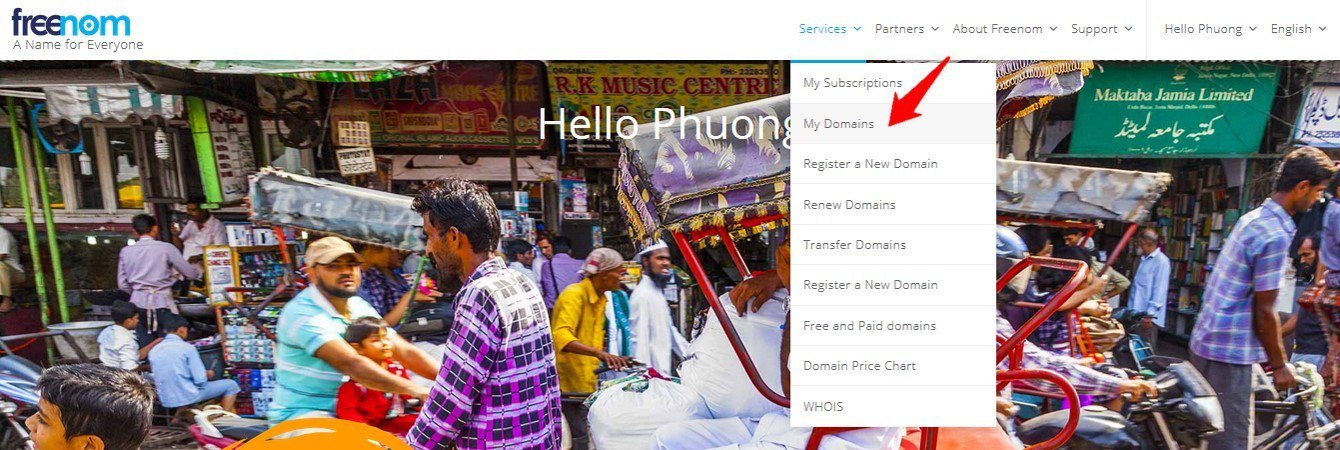 freenom
A Name for Everyone
Services
Partners
About Freenom
Support
Hello Phuong
English
My Subscriptions
My Domains
Register a New Domain
Renew Domains
Transfer Domains
Register a New Domain
Free and Paid domains
Domain Price Chart
WHOIS
Hello Phuong
R.K MUSIC CENTRE
Maktaba Jamia Limited
مکتبہ جامعہ لمیٹڈ